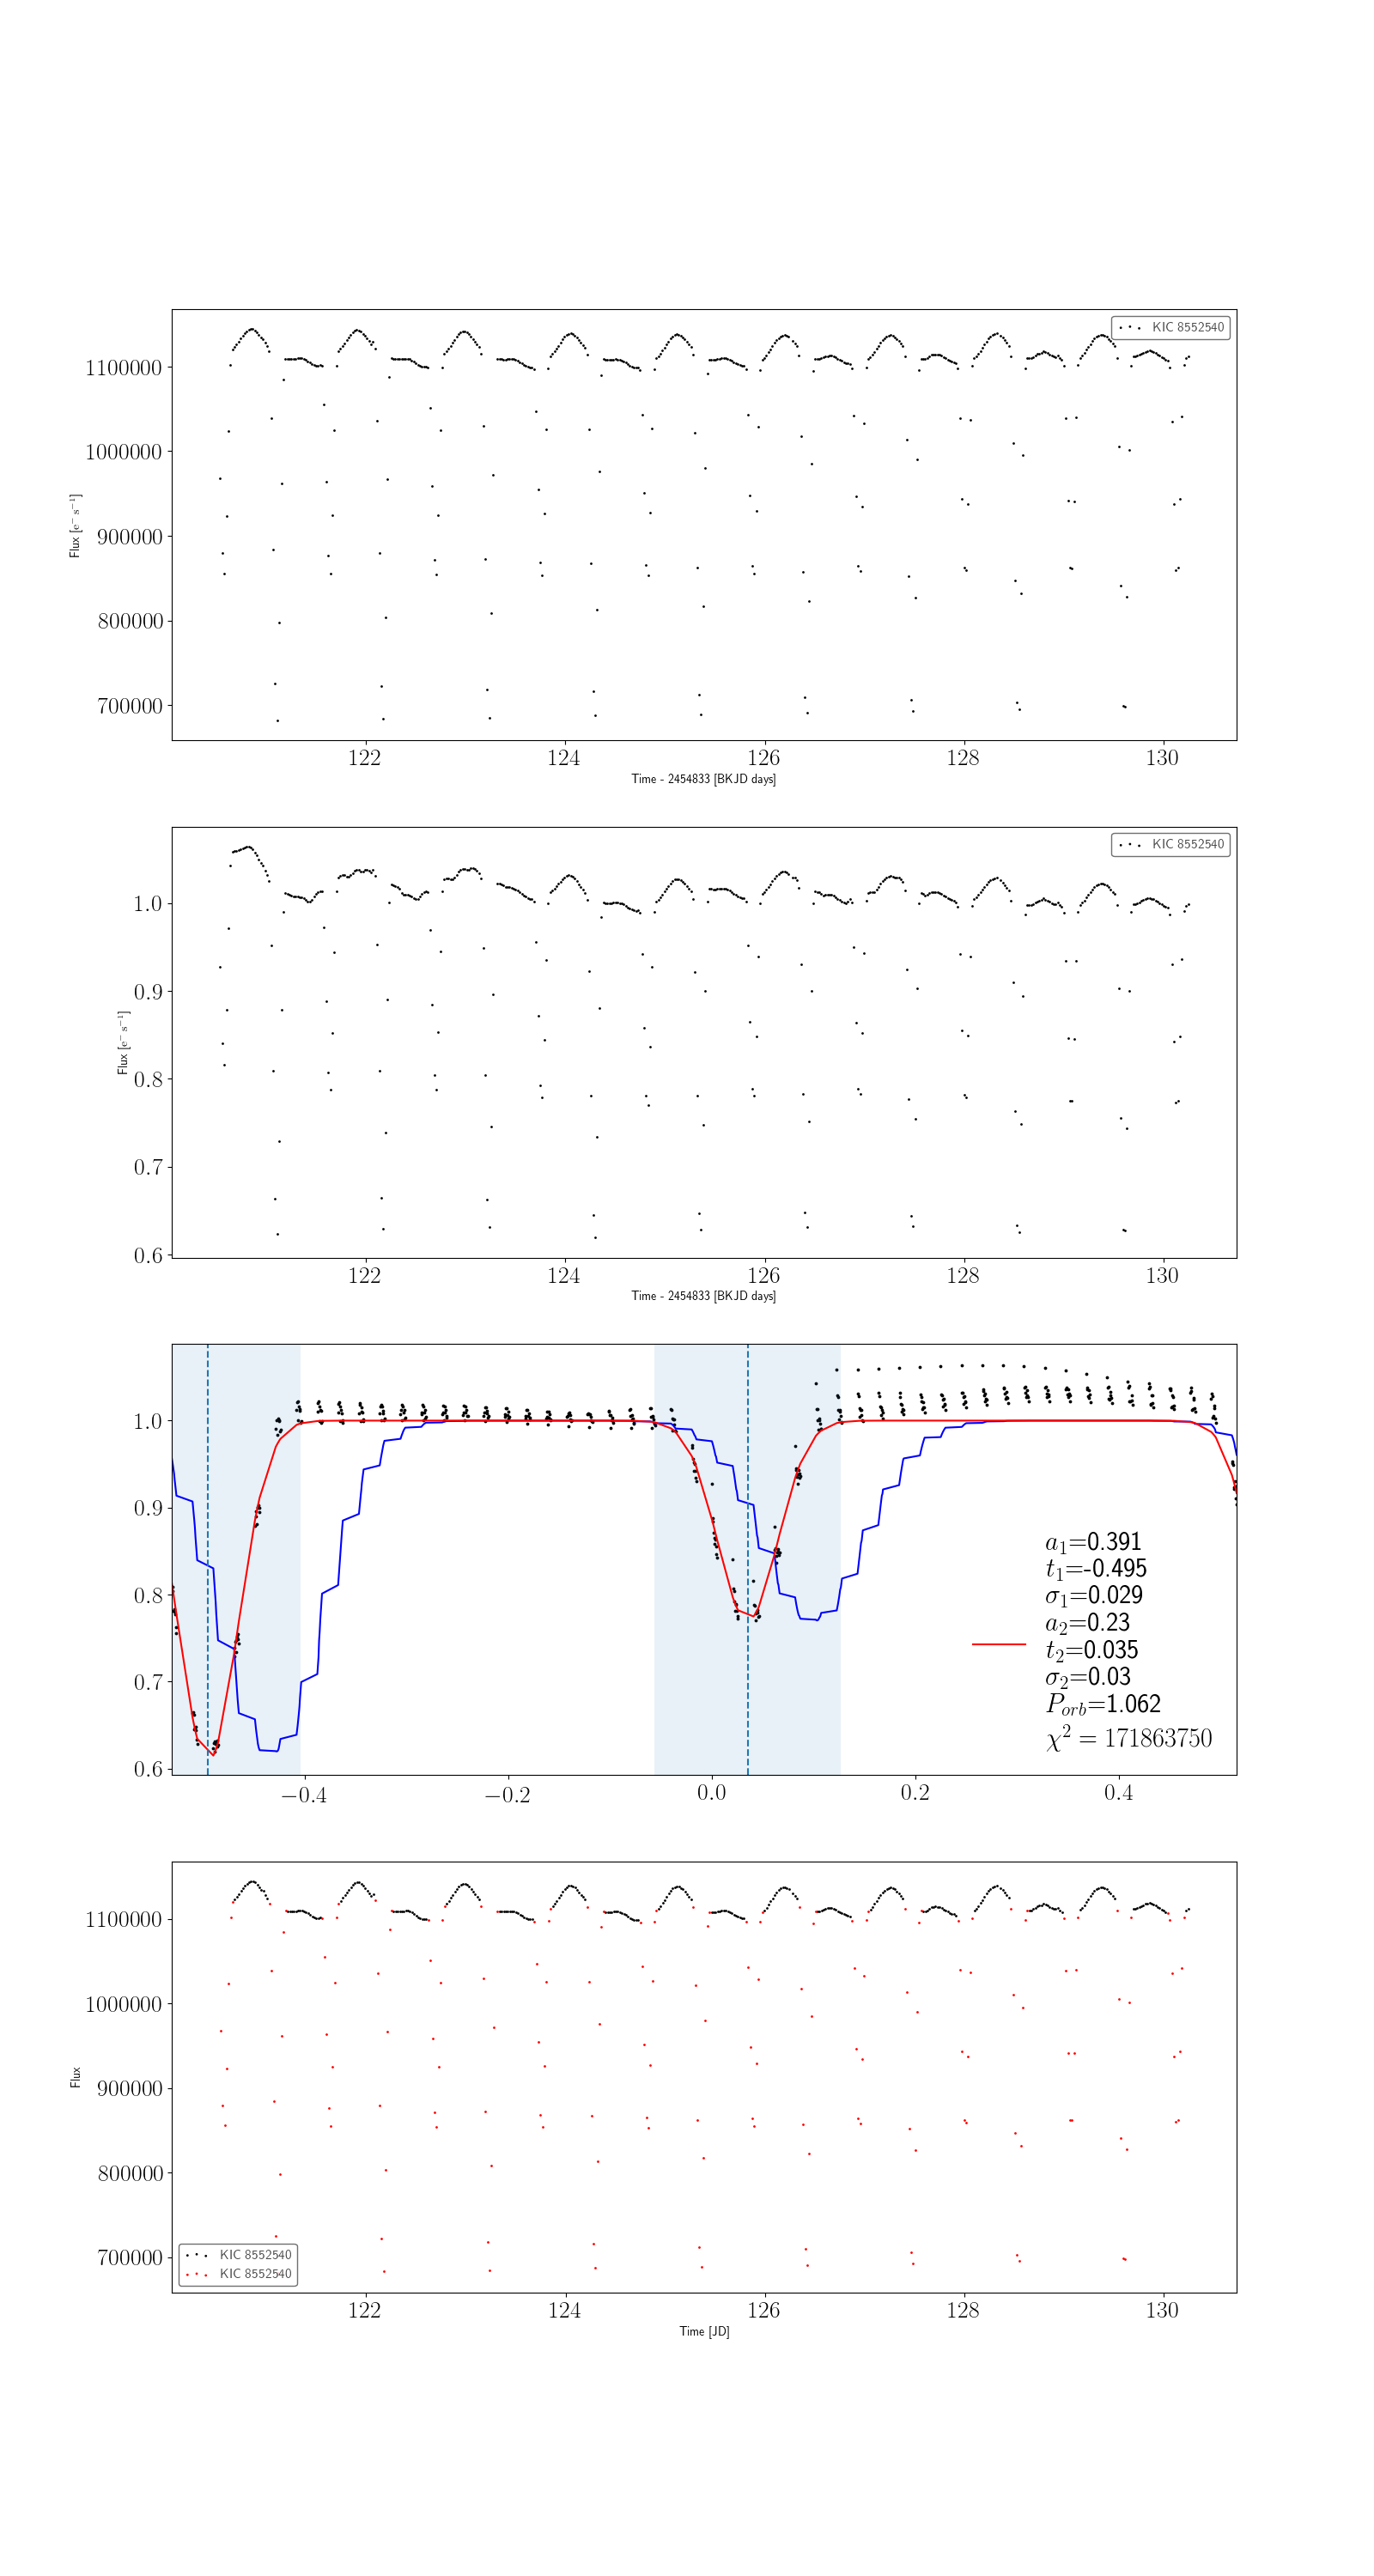 KIC 8552540
1100000
1000000
900000
800000
700000
Flux [e⁻ s⁻¹]
122 124 126 128 130
Time - 2454833 [BKJD days]
KIC 8552540
1.0
0.9
0.8
0.7
0.6
Flux [e⁻ s⁻¹]
122 124 126 128 130
Time - 2454833 [BKJD days]
1.0
0.9
0.8
0.7
0.6
a₁=0.391
t₁=-0.495
σ₁=0.029
a₂=0.23
t₂=0.035
σ₂=0.03
P_orb=1.062
χ² = 171863750
−0.4 −0.2 0.0 0.2 0.4
1100000
1000000
900000
800000
700000
Flux
KIC 8552540
KIC 8552540
122 124 126 128 130
Time [JD]